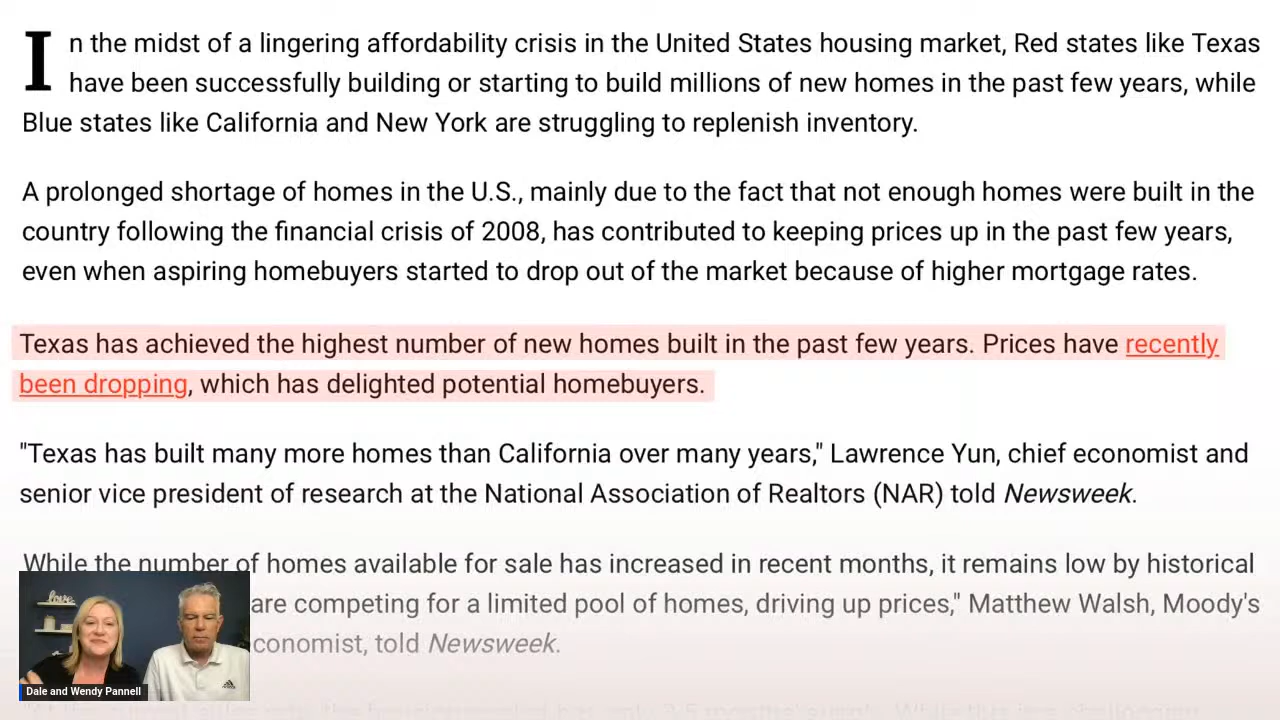 In the midst of a lingering affordability crisis in the United States housing market, Red states like Texas
have been successfully building or starting to build millions of new homes in the past few years, while
Blue states like California and New York are struggling to replenish inventory.
A prolonged shortage of homes in the U.S., mainly due to the fact that not enough homes were built in the
country following the financial crisis of 2008, has contributed to keeping prices up in the past few years,
even when aspiring homebuyers started to drop out of the market because of higher mortgage rates.
Texas has achieved the highest number of new homes built in the past few years. Prices have recently
been dropping, which has delighted potential homebuyers.
"Texas has built many more homes than California over many years," Lawrence Yun, chief economist and
senior vice president of research at the National Association of Realtors (NAR) told Newsweek.
While the number of homes available for sale has increased in recent months, it remains low by historical
are competing for a limited pool of homes, driving up prices," Matthew Walsh, Moody's
conomist, told Newsweek.
love
Dale and Wendy Pannell